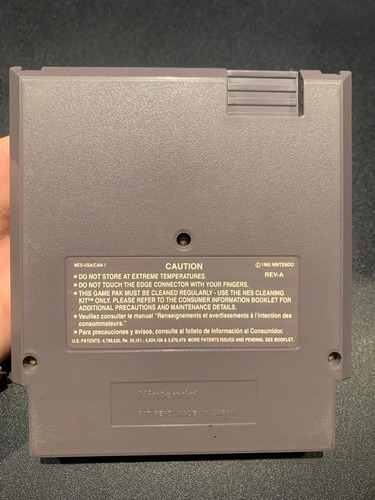 NES-USA/CAN-1
CAUTION
© 1985 NINTENDO
REV-A
● DO NOT STORE AT EXTREME TEMPERATURES.
● DO NOT TOUCH THE EDGE CONNECTOR WITH YOUR FINGERS.
● THIS GAME PAK MUST BE CLEANED REGULARLY - USE THE NES CLEANING
KIT™ ONLY. PLEASE REFER TO THE CONSUMER INFORMATION BOOKLET FOR
ADDITIONAL PRECAUTIONS AND MAINTENANCE DETAILS.
● Veuillez consulter le manuel "Renseignements et avertissements à l'intention des
consommateurs."
● Para precauciones y avisos, consulte al folleto de Información al Consumidor.
U.S. PATENTS: 4,799,635, Re. 34,161, 4,824,106 & 5,070,479. MORE PATENTS ISSUED AND PENDING. SEE BOOKLET.
Nintendo
PAT. PEND. MADE IN JAPAN